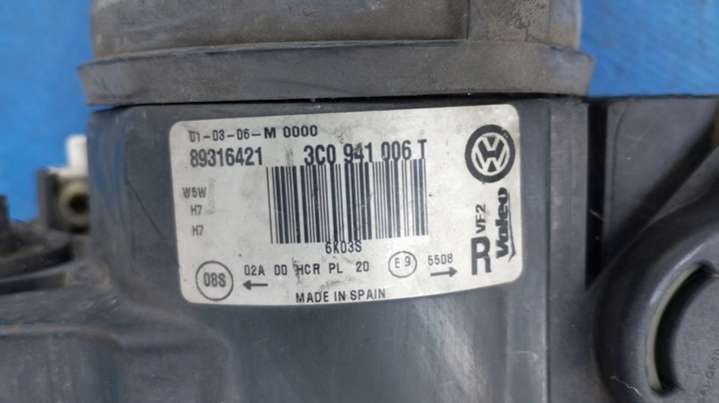 01-03-06-M 0000
89316421 3C0 941 006 T
W5W
H7
H7
6K03S
08S 02A 00 HCR PL 20 E9 5508
MADE IN SPAIN
R VF2 Valeo